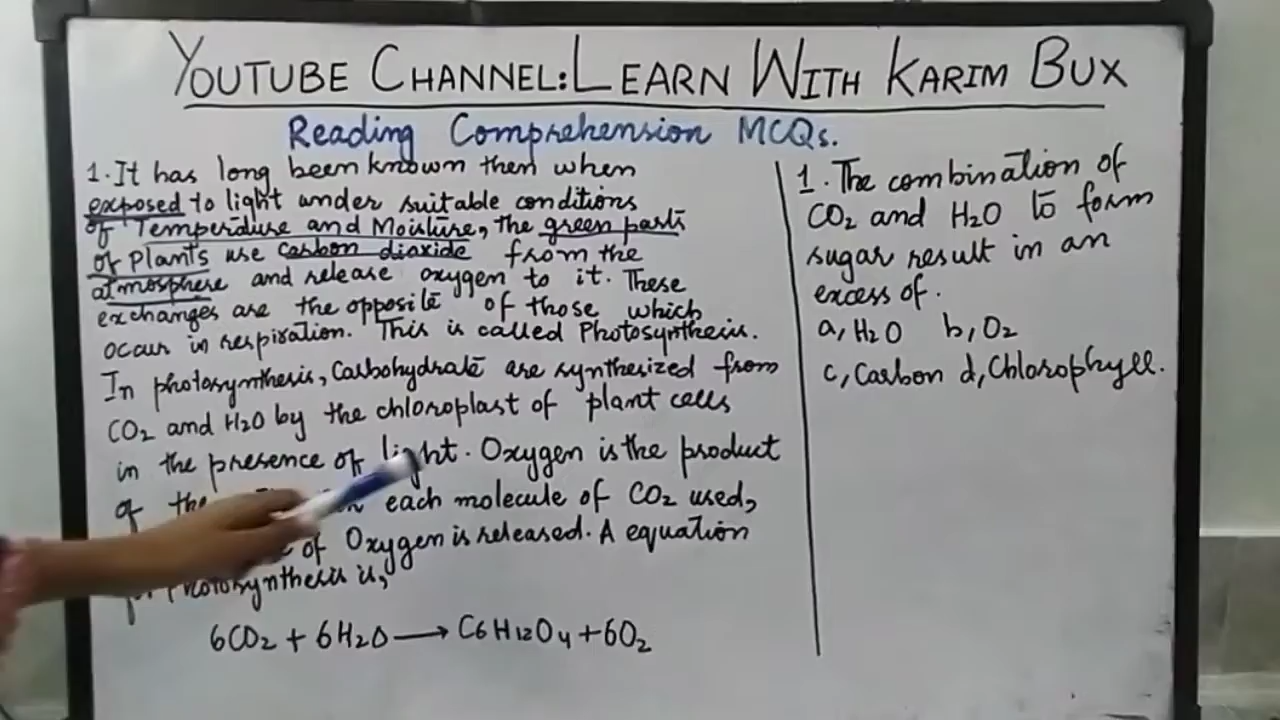 YOUTUBE CHANNEL: LEARN WITH KARIM BUX
Reading Comprehension MCQs.
1. It has long been known then when
exposed to light under suitable conditions
of Temperature and Moisture, the green parts
of Plants use carbon dioxide from the
atmosphere and release oxygen to it. These
exchanges are the opposite of those which
occur in respiration. This is called Photosynthesis.
In photosynthesis, Carbohydrate are synthesized from
CO2 and H2O by the chloroplast of plant cells
in the presence of light. Oxygen is the product
of the each molecule of CO2 used,
of Oxygen is released. A equation
Photosynthesis is,
6CO2 + 6H2O → C6H12O4 + 6O2
1. The combination of
CO2 and H2O to form
sugar result in an
excess of.
a, H2O b, O2
c, Carbon d, Chlorophyll.